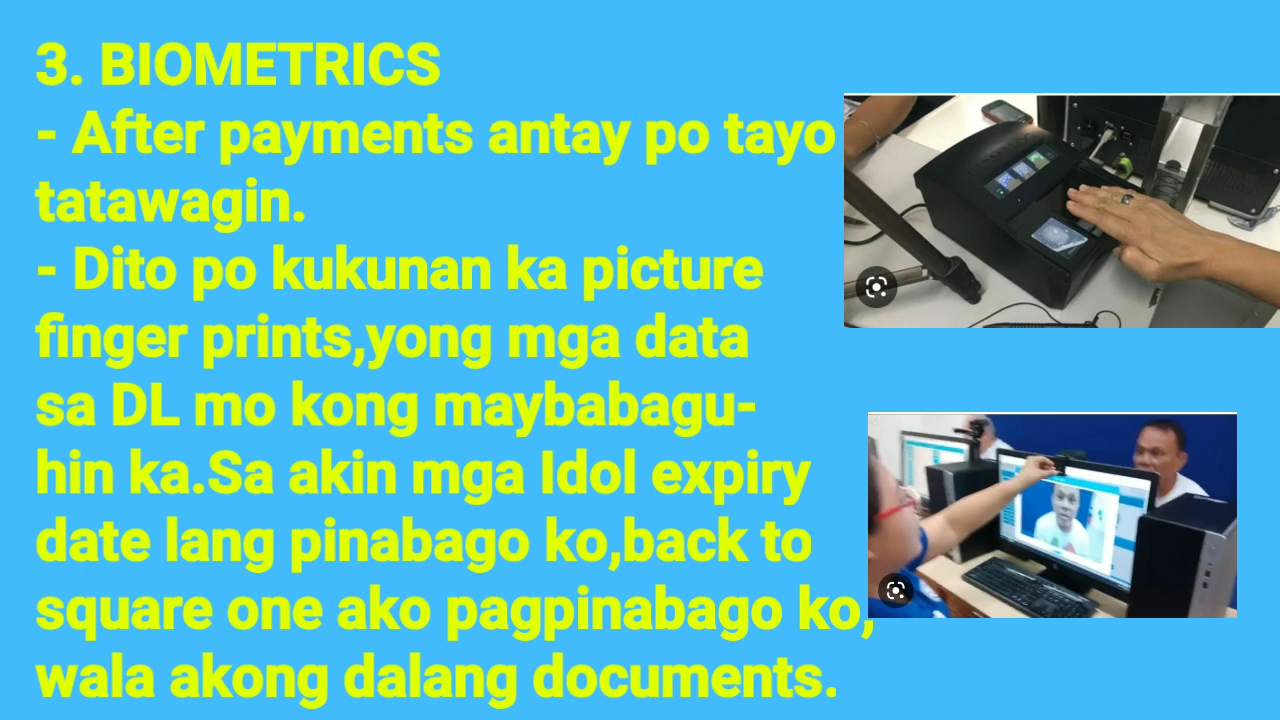 3. BIOMETRICS
- After payments antay po tayo
tatawagin.
- Dito po kukunan ka picture
finger prints,yong mga data
sa DL mo kong maybabagu-
hin ka.Sa akin mga Idol expiry
date lang pinabago ko,back to
square one ako pagpinabago ko,
wala akong dalang documents.